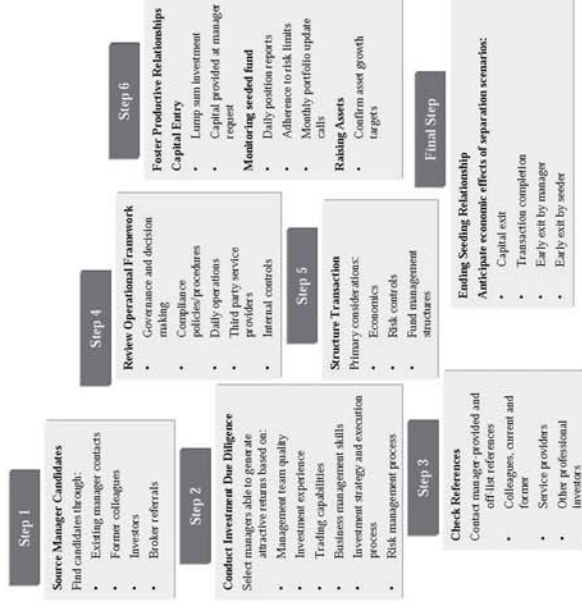 Step 1
Source Manager Candidates
Find candidates through:
• Existing manager contacts
• Former colleagues
• Investors
• Broker referrals
Step 2
Conduct Investment Due Diligence
Select managers able to generate
attractive returns based on:
• Management team quality
• Investment experience
• Trading capabilities
• Business management skills
• Investment strategy and execution
process
• Risk management process
Step 3
Check References
Contact manager-provided and
off-list references
• Colleagues, current and
former
• Service providers
• Other professional
investors
Step 4
Review Operational Framework
• Governance and decision
making
• Compliance
policies/procedures
• Daily operations
• Third party service
providers
• Internal controls
Step 5
Structure Transaction
Primary considerations:
• Economics
• Risk controls
• Fund management
structures
Step 6
Foster Productive Relationships
Capital Entry
• Lump sum investment
• Capital provided at manager
request
Monitoring seeded fund
• Daily position reports
• Adherence to risk limits
• Monthly portfolio update
calls
Raising Assets
• Confirm asset growth
targets
Final Step
Ending Seeding Relationship
Anticipate economic effects of separation scenarios:
• Capital exit
• Transaction completion
• Early exit by manager
• Early exit by seeder